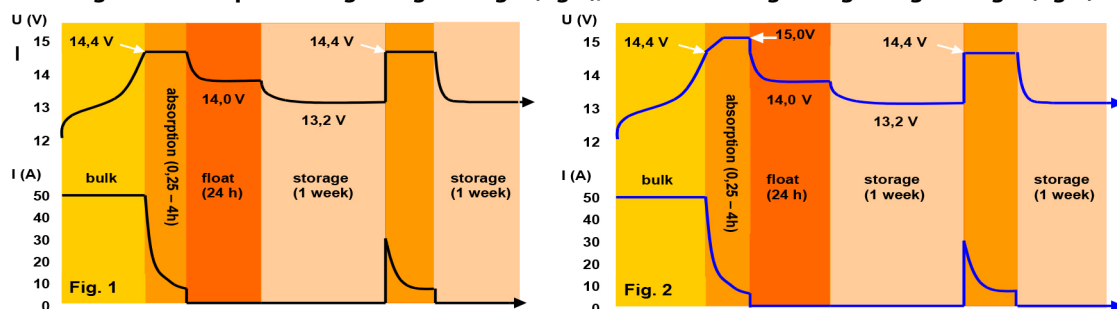 U (V)
15
14
13
12
I
14,4 V
14,0 V
13,2 V
14,4 V
absorption (0,25 – 4h)
bulk
float
(24 h)
storage
(1 week)
storage
(1 week)
I (A)
50
40
30
20
10
0
Fig. 1
U (V)
15
14
13
12
14,4 V
15,0V
14,0 V
13,2 V
14,4 V
absorption (0,25 – 4h)
bulk
float
(24 h)
storage
(1 week)
storage
(1 week)
I (A)
50
40
30
20
10
0
Fig. 2